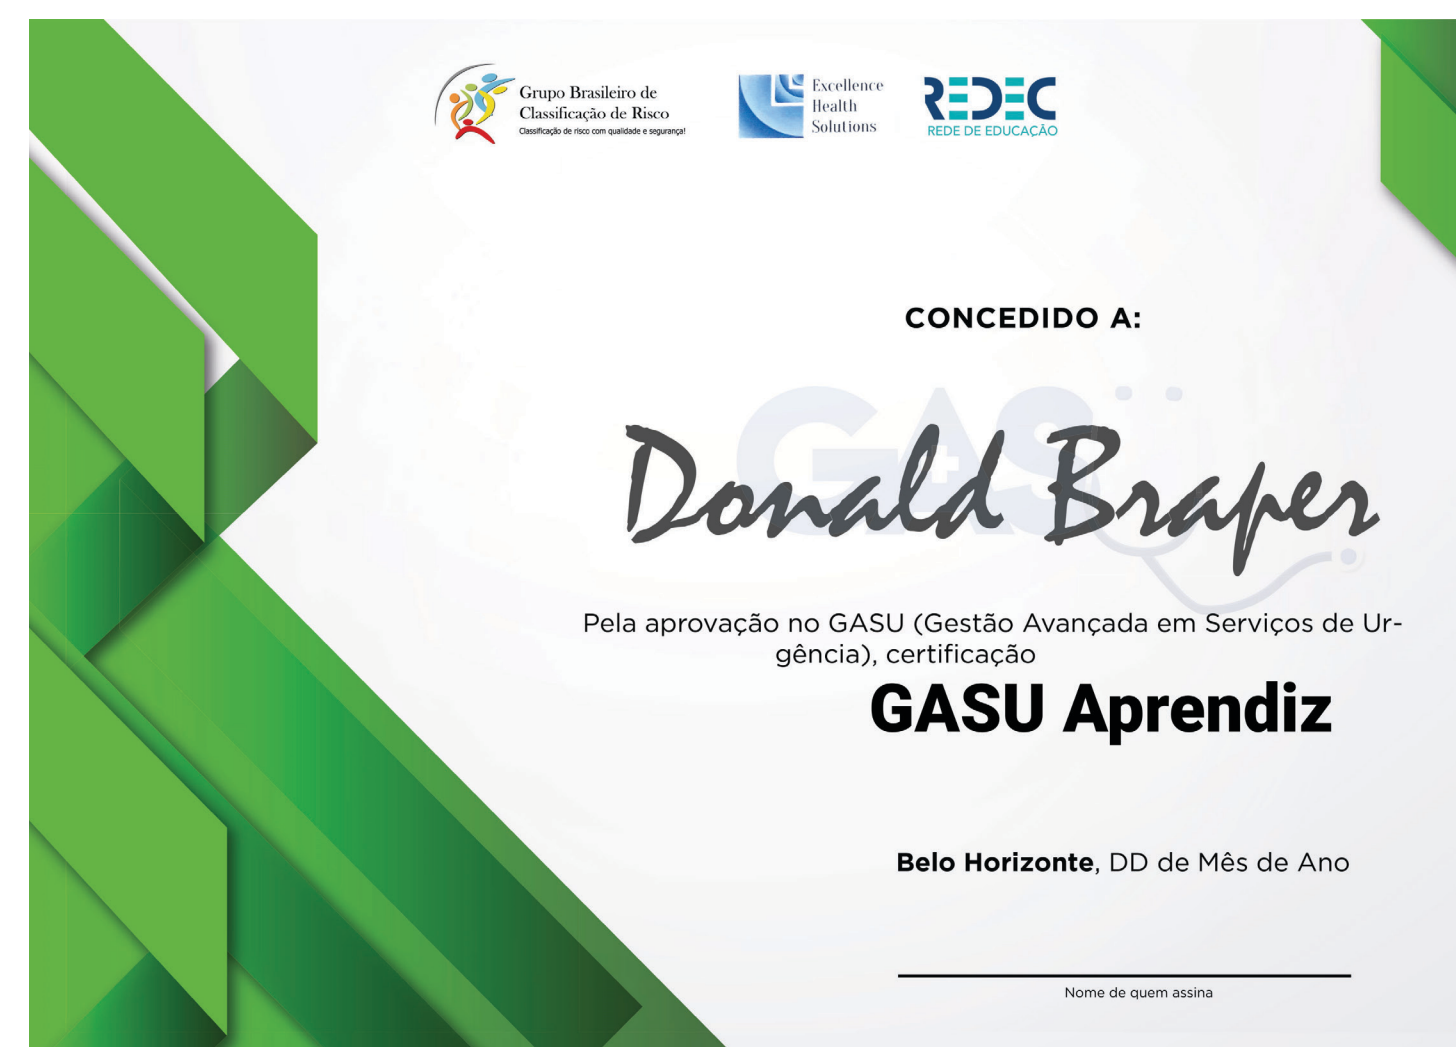 Grupo Brasileiro de
Classificação de Risco
Classificação de risco com qualidade e segurança!
Excellence
Health
Solutions
REDEC
REDE DE EDUCAÇÃO
CONCEDIDO A:
GASU
Donald Braper
Pela aprovação no GASU (Gestão Avançada em Serviços de Ur-
gência), certificação
GASU Aprendiz
Belo Horizonte, DD de Mês de Ano
Nome de quem assina